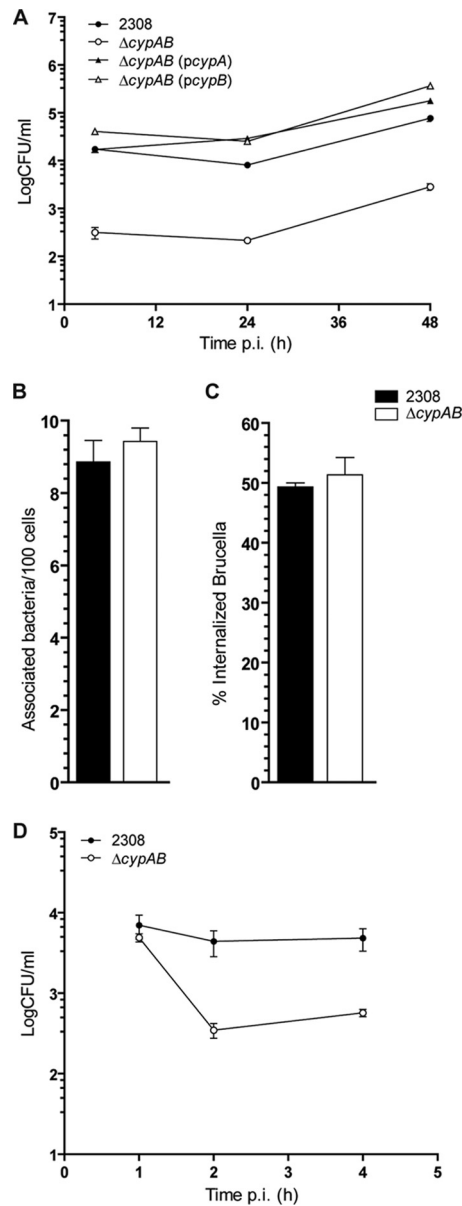 A
2308
ΔcypAB
ΔcypAB (pcypA)
ΔcypAB (pcypB)
LogCFU/ml
7
6
5
4
3
2
1
0 12 24 36 48
Time p.i. (h)
B
Associated bacteria/100 cells
10
8
6
4
2
0
C
2308
ΔcypAB
% Internalized Brucella
60
50
40
30
20
10
0
D
2308
ΔcypAB
LogCFU/ml
5
4
3
2
1
0 1 2 3 4 5
Time p.i. (h)